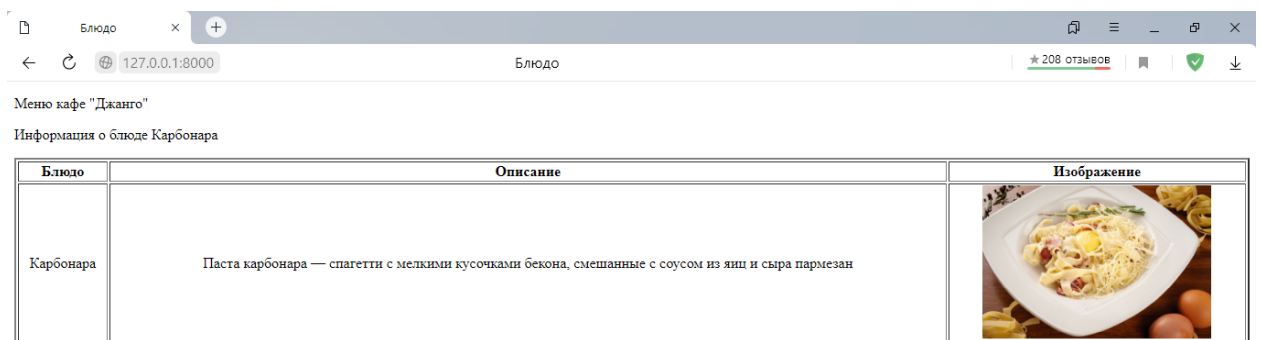 Блюдо
127.0.0.1:8000
Блюдо
208 отзывов
Меню кафе "Джанго"
Информация о блюде Карбонара
Блюдо Описание Изображение
Карбонара Паста карбонара — спагетти с мелкими кусочками бекона, смешанные с соусом из яиц и сыра пармезан